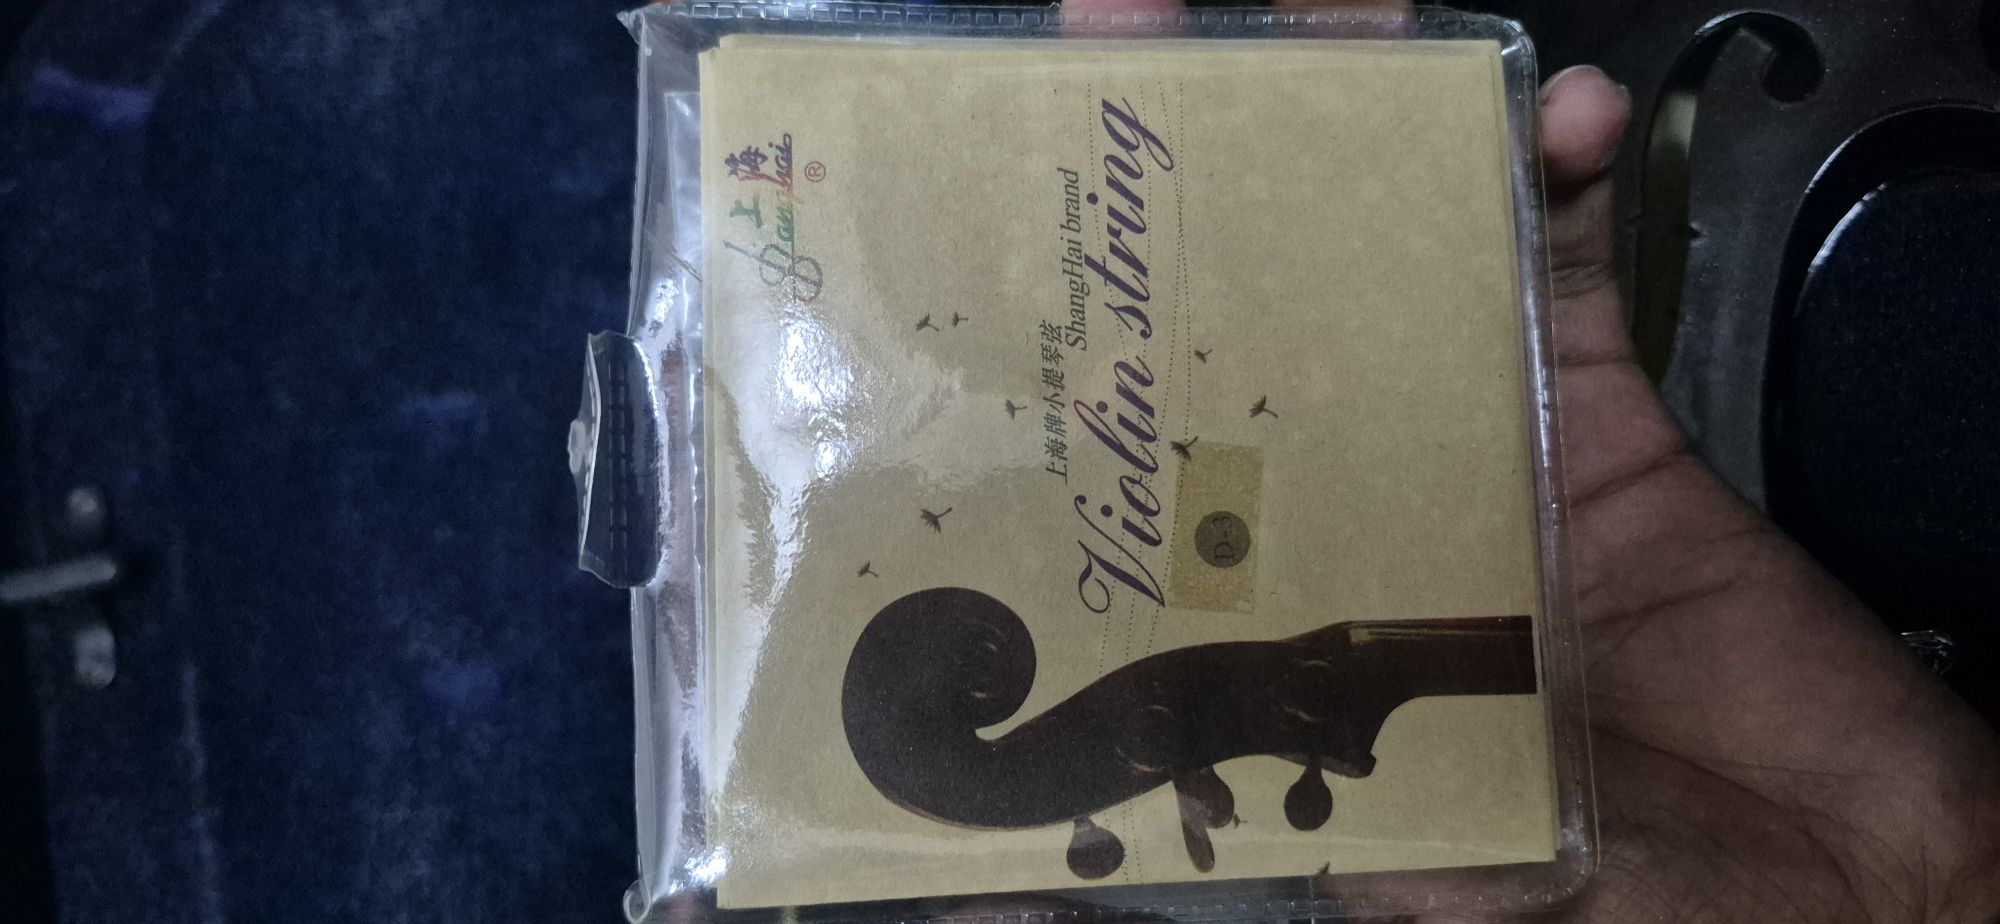 上海
Shanghai®
上海牌小提琴弦
ShangHai brand
Violin string
D-3